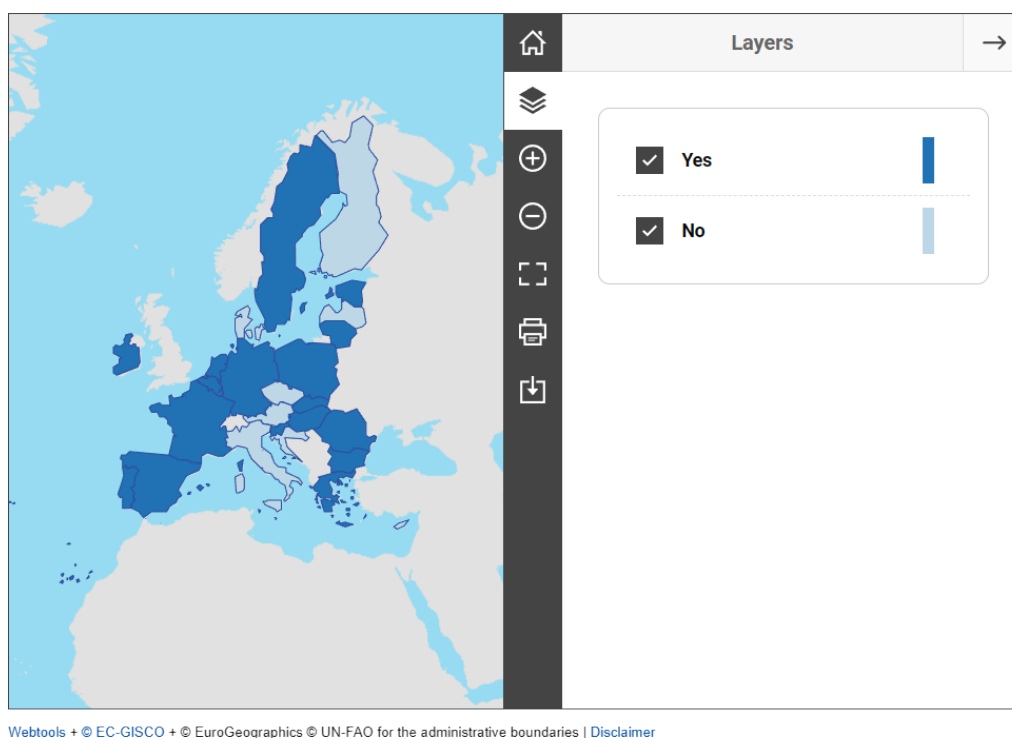 Layers
Yes
No
Webtools + © EC-GISCO + © EuroGeographics © UN-FAO for the administrative boundaries | Disclaimer